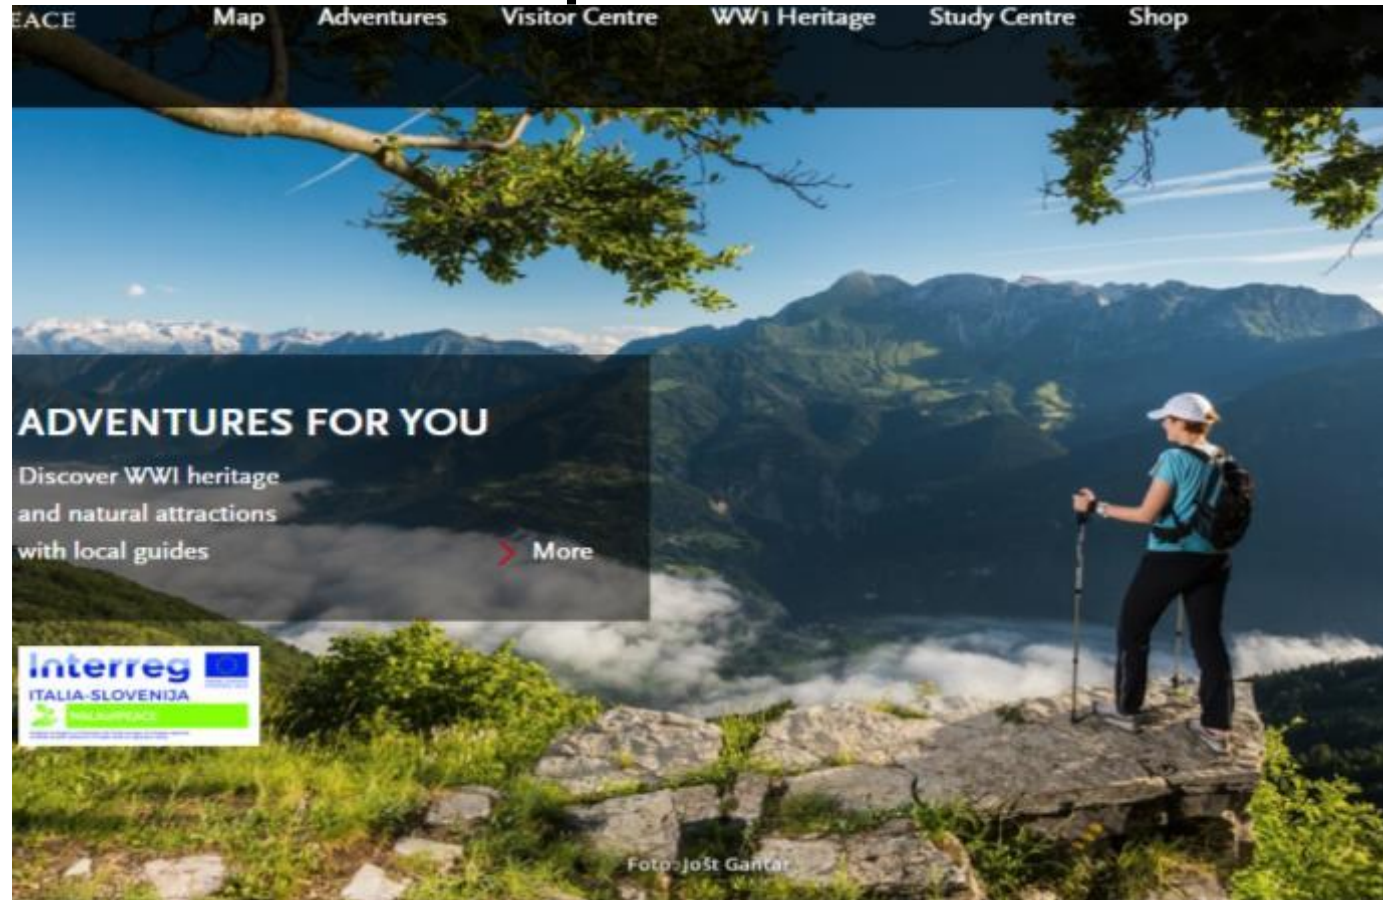 EACE Map Adventures Visitor Centre WW1 Heritage Study Centre Shop
ADVENTURES FOR YOU
Discover WWI heritage
and natural attractions
with local guides
More
Interreg
ITALIA-SLOVENIJA
WALKofPEACE
Foto: Jošt Gantar